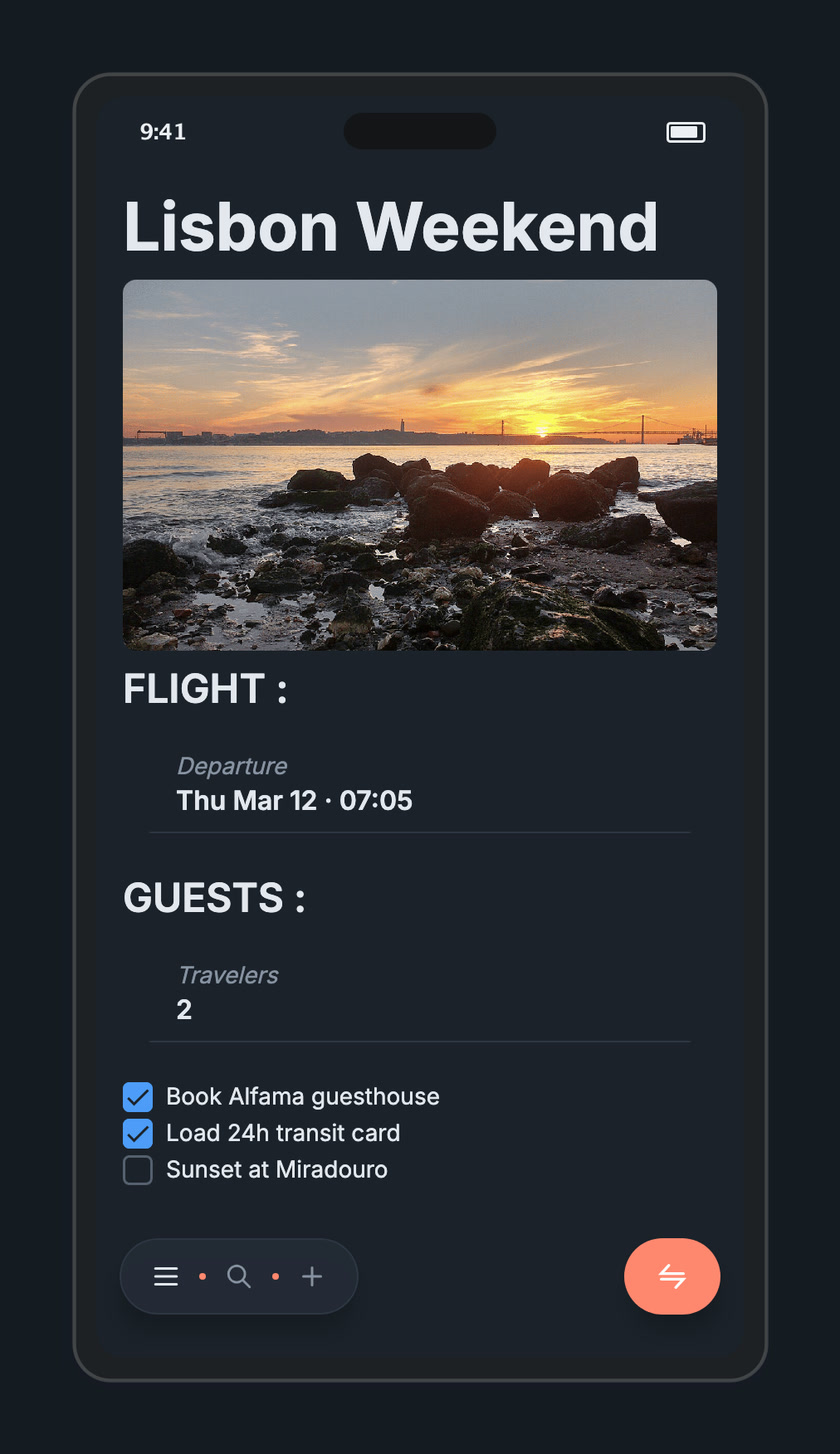 9:41
Lisbon Weekend
FLIGHT :
Departure
Thu Mar 12 · 07:05
GUESTS :
Travelers
2
Book Alfama guesthouse
Load 24h transit card
Sunset at Miradouro